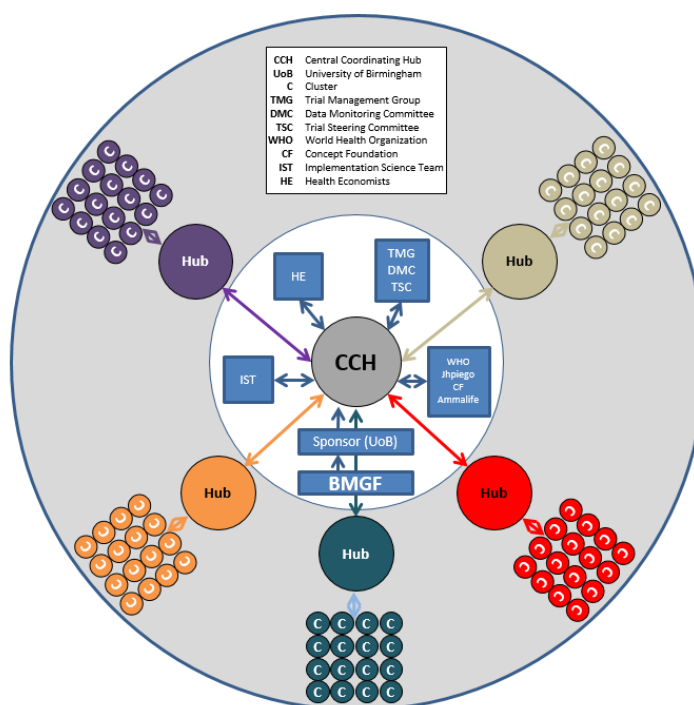 CCH Central Coordinating Hub
UoB University of Birmingham
C Cluster
TMG Trial Management Group
DMC Data Monitoring Committee
TSC Trial Steering Committee
WHO World Health Organization
CF Concept Foundation
IST Implementation Science Team
HE Health Economists
C C C C
C C C C
C C C C
C C C C
Hub
C C C C
C C C C
C C C C
C C C C
Hub
HE
TMG
DMC
TSC
CCH
IST
WHO
Jhpiego
CF
Ammalife
Sponsor (UoB)
BMGF
Hub
C C C C
C C C C
C C C C
C C C C
Hub
C C C C
C C C C
C C C C
C C C C
Hub
C C C C
C C C C
C C C C
C C C C